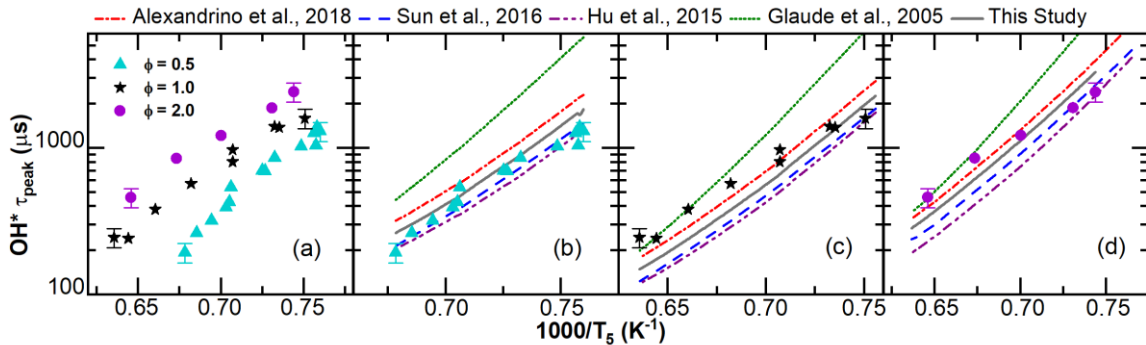 Alexandrino et al., 2018 Sun et al., 2016 Hu et al., 2015 Glaude et al., 2005 This Study
OH* τpeak (μs)
1000
100
ϕ = 0.5
ϕ = 1.0
ϕ = 2.0
(a) (b) (c) (d)
0.65 0.70 0.75 0.70 0.75 0.65 0.70 0.75 0.65 0.70 0.75
1000/T5 (K-1)